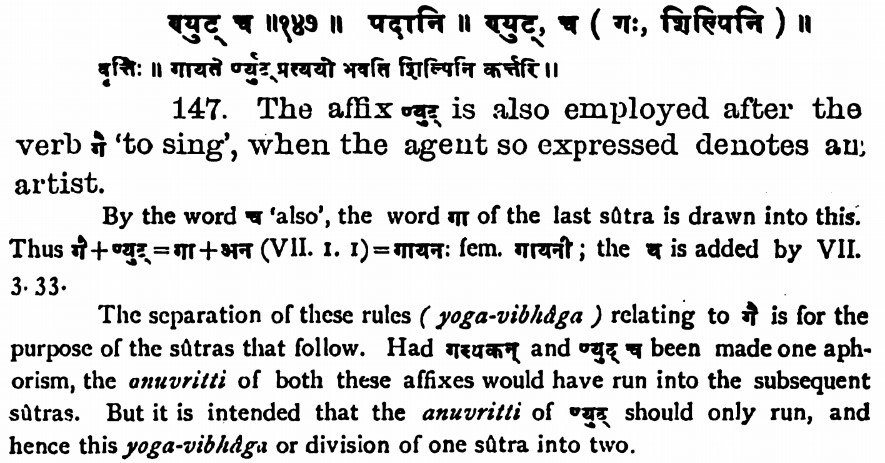 ण्युट् च ॥१४७॥ पदानि ॥ ण्युट्, च ( गः, शिल्पिनि ) ॥
वृत्तिः ॥ गायतेः ण्युट् प्रत्ययो भवति शिल्पिनि कर्त्तरि ॥
147. The affix ण्युट् is also employed after the
verb गै 'to sing', when the agent so expressed denotes an
artist.
By the word च 'also', the word गा of the last sûtra is drawn into this.
Thus गै+ण्युट्=गा+अन (VII. 1. 1)=गायनः fem. गायनी ; the य is added by VII.
3. 33.
The separation of these rules ( yoga-vibhâga ) relating to गै is for the
purpose of the sûtras that follow. Had गस्थकन् and ण्युट् च been made one aph-
orism, the anuvritti of both these affixes would have run into the subsequent
sûtras. But it is intended that the anuvritti of ण्युट् should only run, and
hence this yoga-vibhâga or division of one sûtra into two.